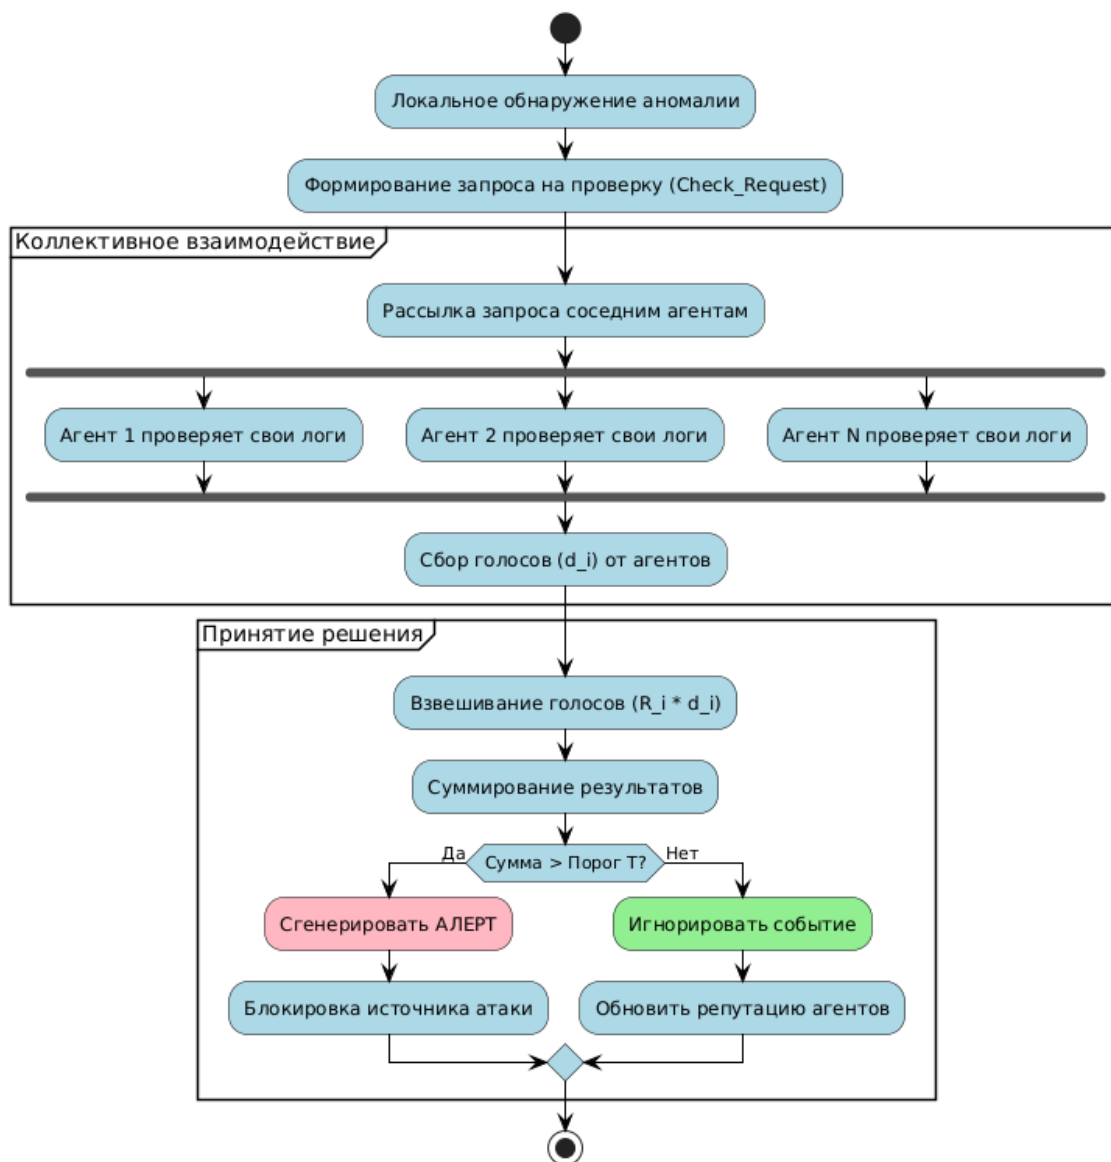 Локальное обнаружение аномалии
Формирование запроса на проверку (Check_Request)
Коллективное взаимодействие
Рассылка запроса соседним агентам
Агент 1 проверяет свои логи
Агент 2 проверяет свои логи
Агент N проверяет свои логи
Сбор голосов (d_i) от агентов
Принятие решения
Взвешивание голосов (R_i * d_i)
Суммирование результатов
Да
Сумма > Порог T?
Нет
Сгенерировать АЛЕРТ
Игнорировать событие
Блокировка источника атаки
Обновить репутацию агентов